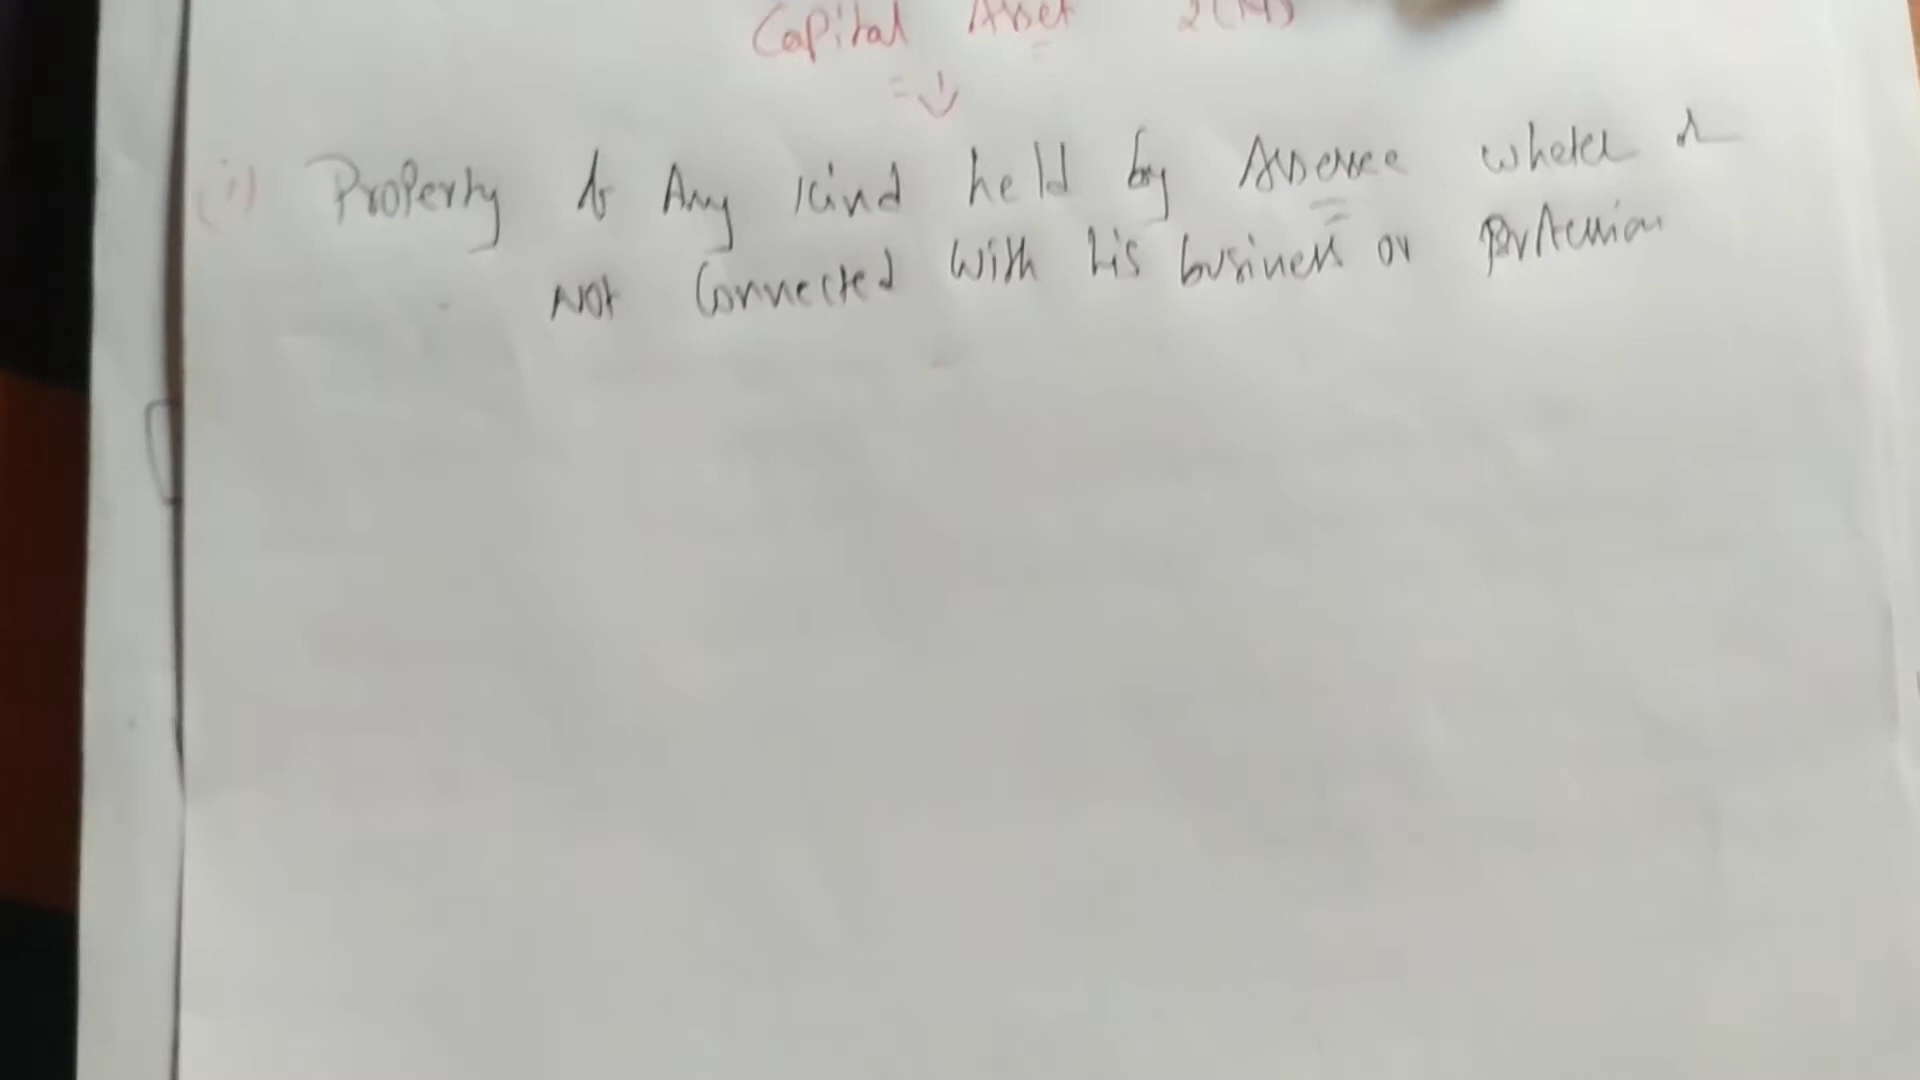 Capital Asset 2(14)
(i) Property of Any kind held by Assessee whether or
Not Connected with his business or profession